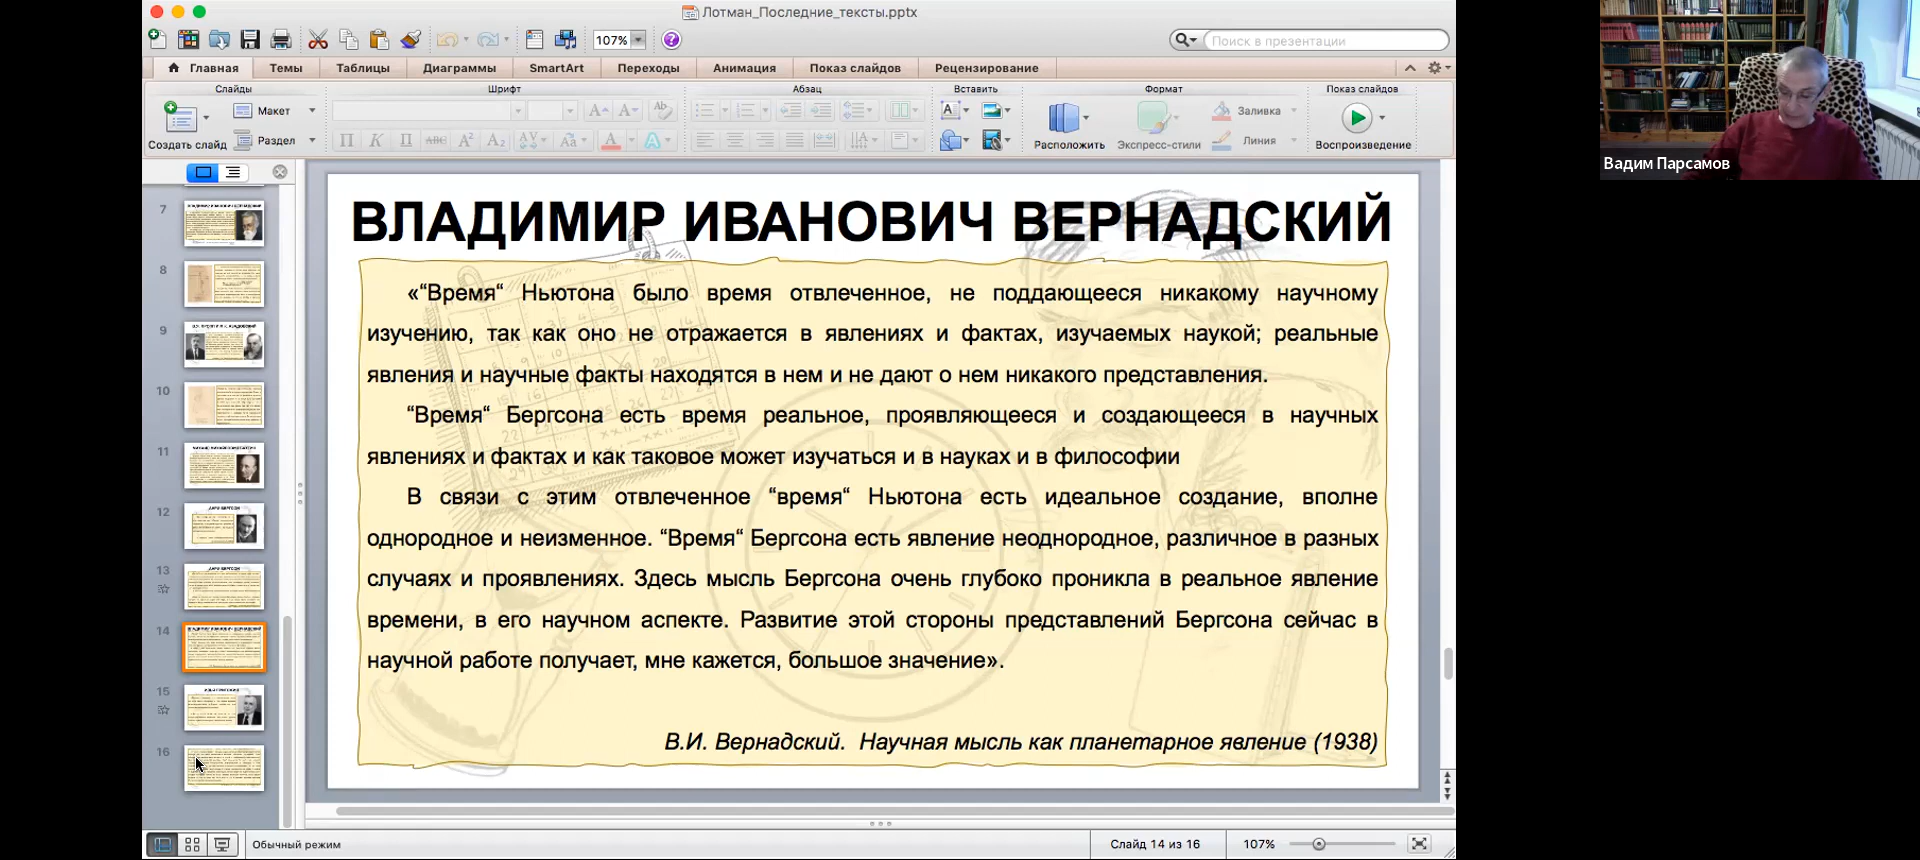 Лотман_Последние_тексты.pptx
107%
Поиск в презентации
Главная Темы Таблицы Диаграммы SmartArt Переходы Анимация Показ слайдов Рецензирование
Слайды Шрифт Абзац Вставить Формат Показ слайдов
Макет
Заливка
Создать слайд Раздел
Линия
Расположить Экспресс-стили Воспроизведение
Вадим Парсамов
7
8
9
10
11
12
13
14
15
16
ВЛАДИМИР ИВАНОВИЧ ВЕРНАДСКИЙ
«“Время“ Ньютона было время отвлеченное, не поддающееся никакому научному
изучению, так как оно не отражается в явлениях и фактах, изучаемых наукой; реальные
явления и научные факты находятся в нем и не дают о нем никакого представления.
“Время“ Бергсона есть время реальное, проявляющееся и создающееся в научных
явлениях и фактах и как таковое может изучаться и в науках и в философии
В связи с этим отвлеченное “время“ Ньютона есть идеальное создание, вполне
однородное и неизменное. “Время“ Бергсона есть явление неоднородное, различное в разных
случаях и проявлениях. Здесь мысль Бергсона очень глубоко проникла в реальное явление
времени, в его научном аспекте. Развитие этой стороны представлений Бергсона сейчас в
научной работе получает, мне кажется, большое значение».
В.И. Вернадский. Научная мысль как планетарное явление (1938)
Обычный режим
Слайд 14 из 16
107%